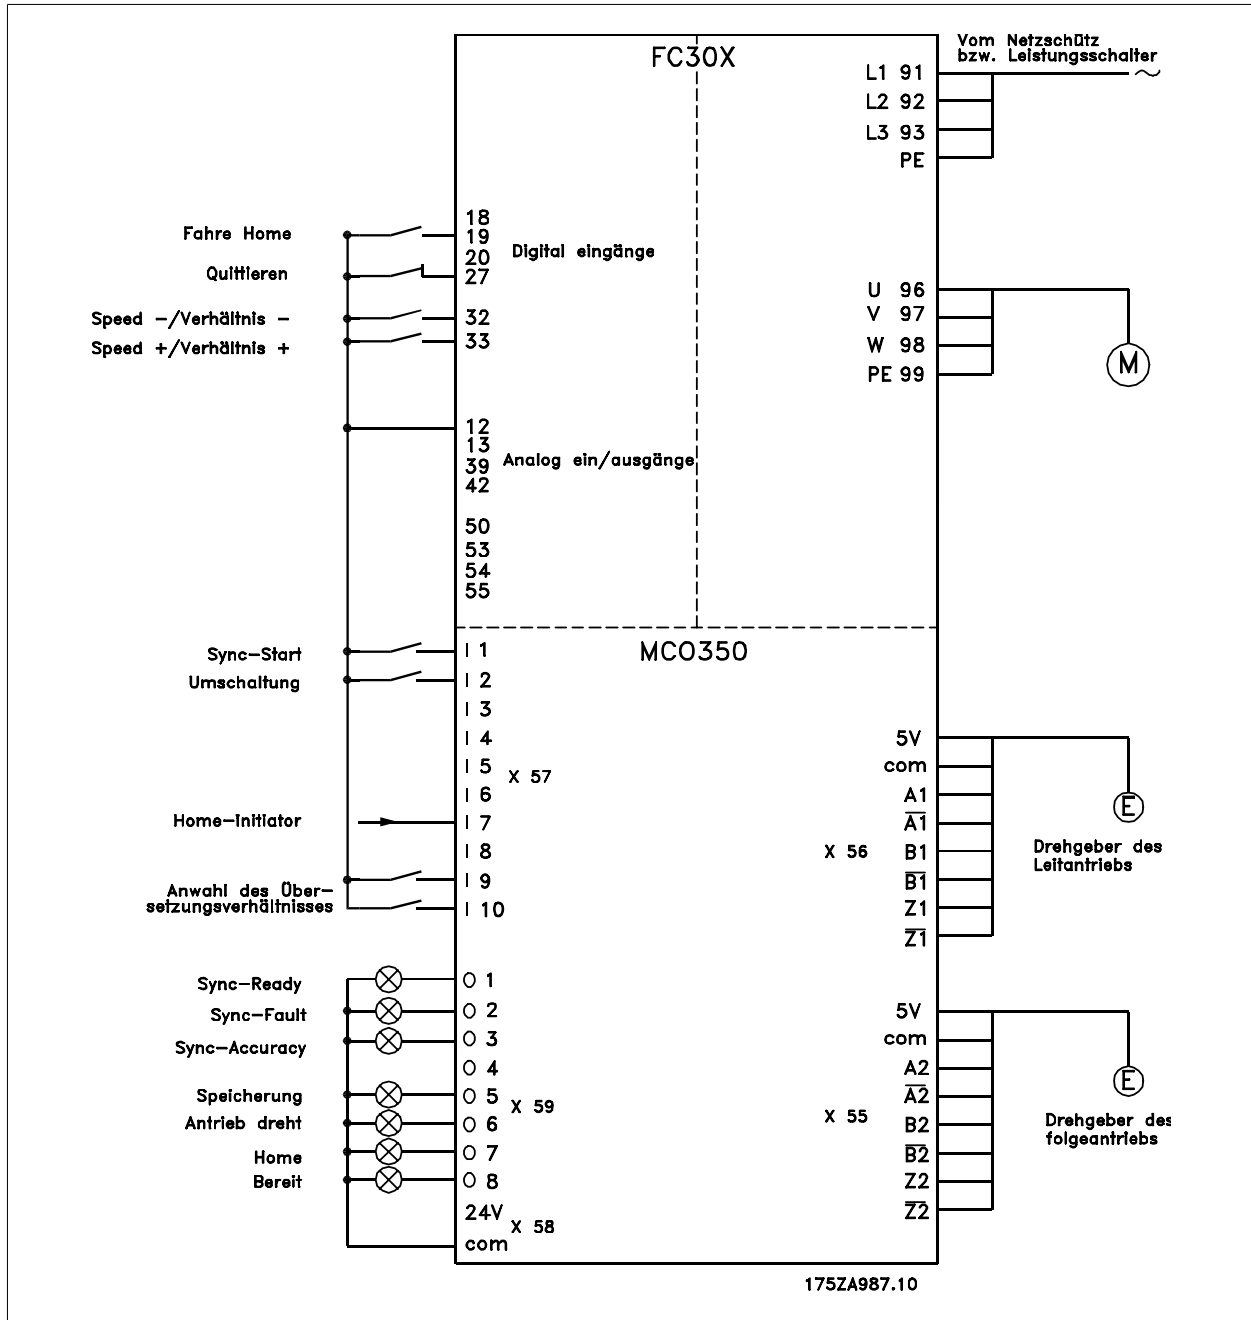 Vom Netzschütz
bzw. Leistungsschalter
FC30X
L1 91
L2 92
L3 93
PE
18
Fahre Home
19
Digital eingänge
20
Quittieren
27
U 96
Speed -/Verhältnis -
32
V 97
Speed +/Verhältnis +
33
W 98
M
PE 99
12
13
Analog ein/ausgänge
39
42
50
53
54
55
MCO350
Sync-Start
I 1
Umschaltung
I 2
I 3
I 4
5V
I 5
X 57
com
I 6
A1
E
Home-Initiator
I 7
A1
I 8
X 56
B1
Drehgeber des
Leitantriebs
Anwahl des Über-
setzungsverhältnisses
I 9
B1
I 10
Z1
Z1
Sync-Ready
O 1
Sync-Fault
O 2
5V
Sync-Accuracy
O 3
com
O 4
A2
E
Speicherung
O 5
X 59
A2
Antrieb dreht
O 6
X 55
B2
Drehgeber des
folgeantriebs
Home
O 7
B2
Bereit
O 8
Z2
24V
X 58
Z2
com
175ZA987.10